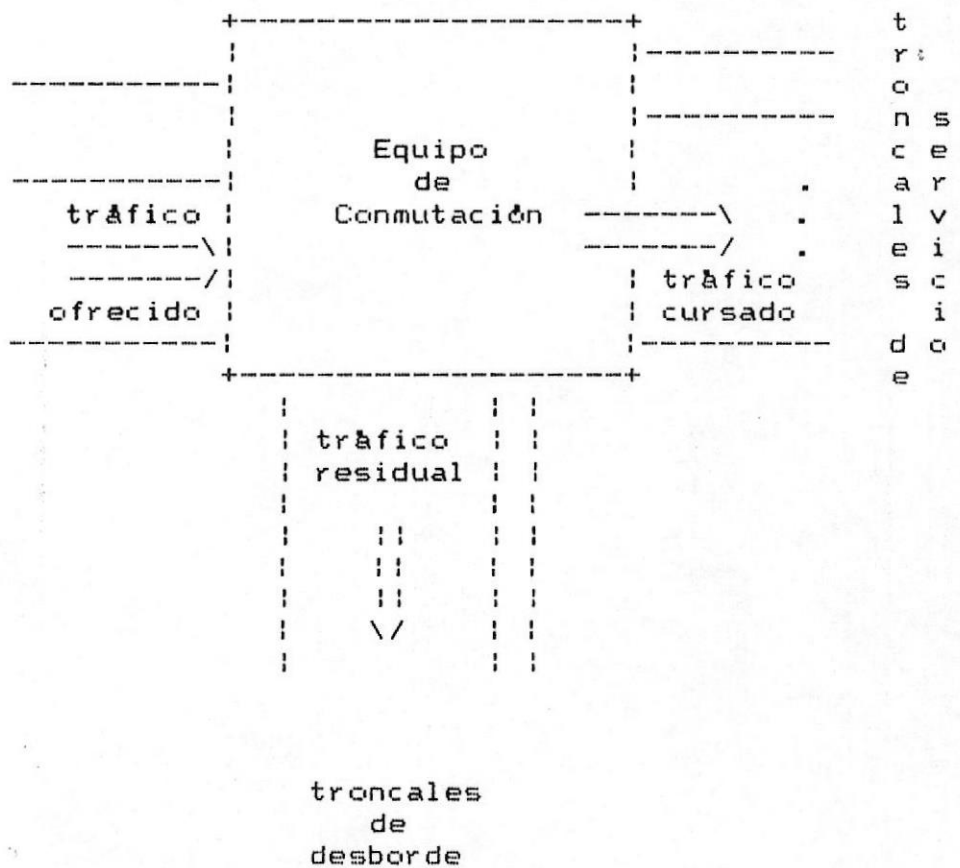 Equipo
de
Conmutación
tráfico
ofrecido
tráfico
cursado
troncales de
servicio
tráfico
residual
troncales
de
desborde